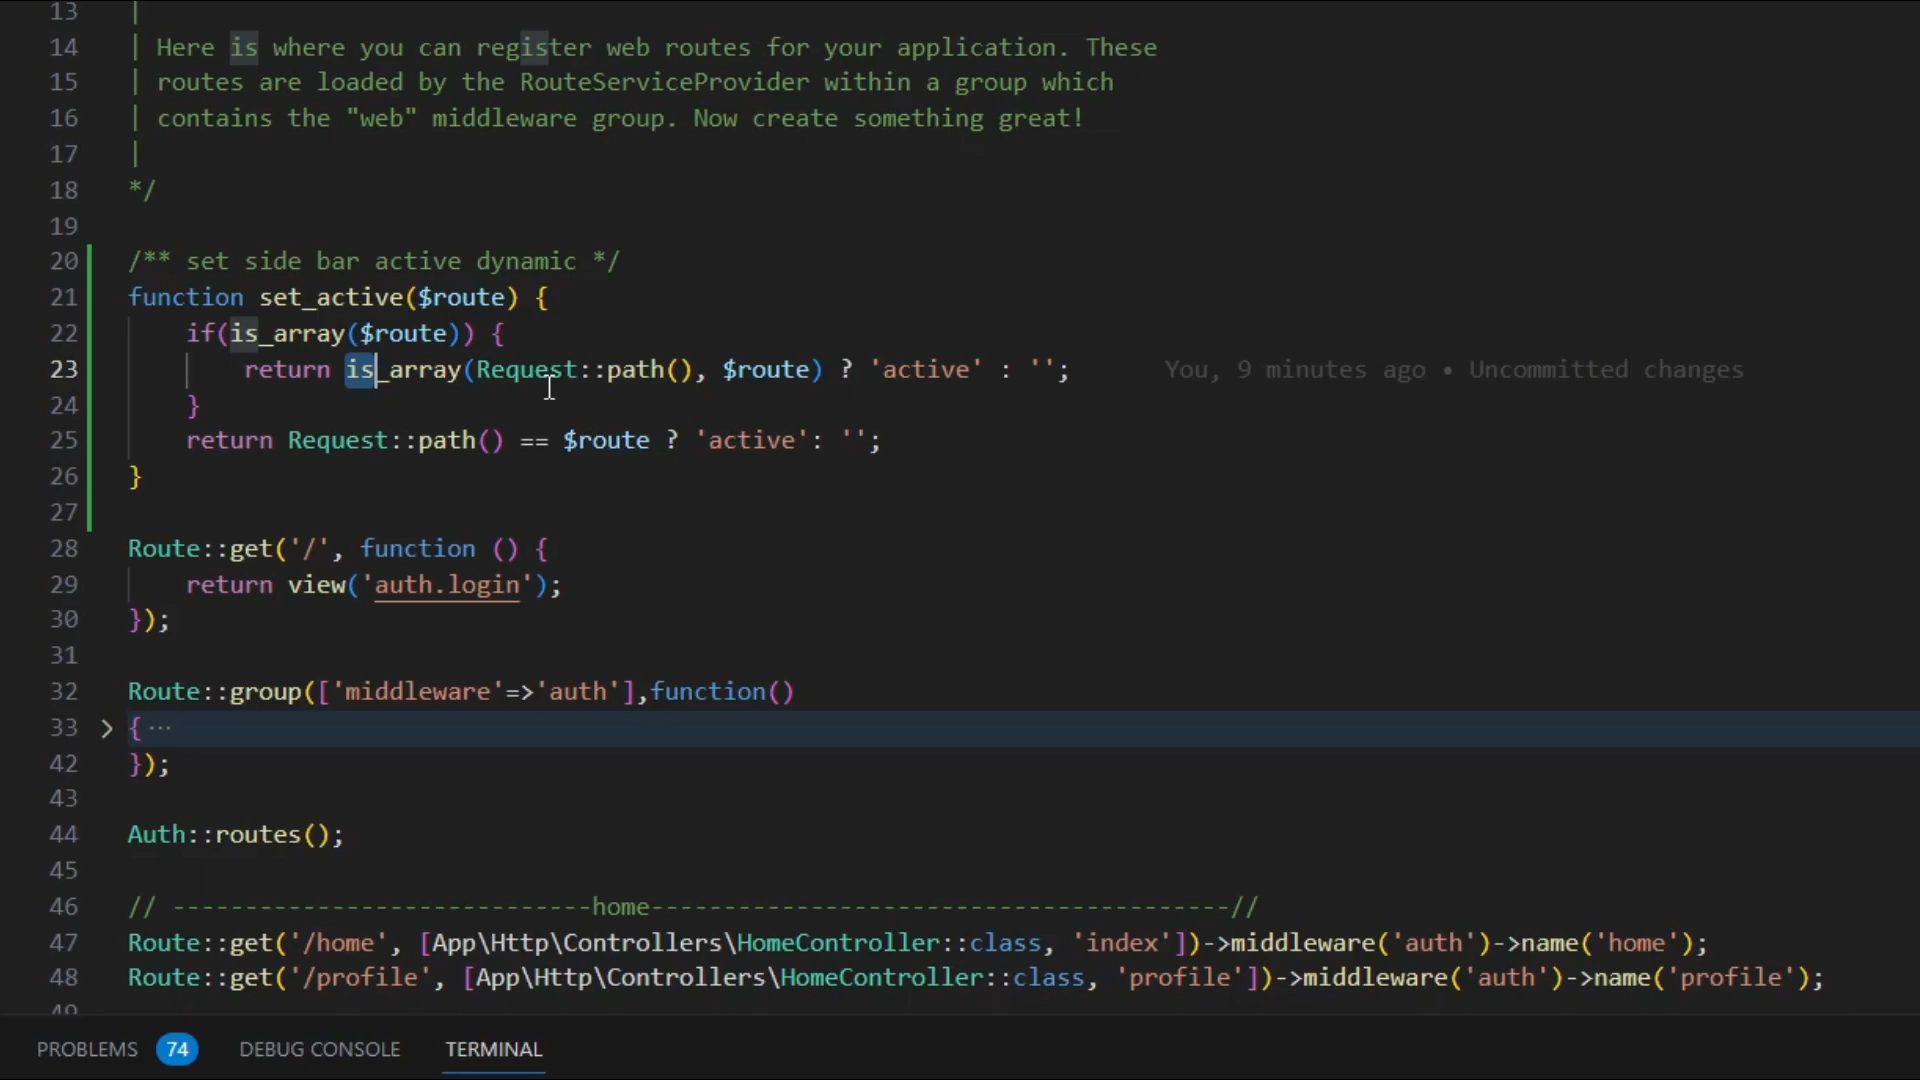 13 |
14 | Here is where you can register web routes for your application. These
15 | routes are loaded by the RouteServiceProvider within a group which
16 | contains the "web" middleware group. Now create something great!
17 |
18 */
19
20 /** set side bar active dynamic */
21 function set_active($route) {
22 if(is_array($route)) {
23 return is_array(Request::path(), $route) ? 'active' : ''; You, 9 minutes ago • Uncommitted changes
24 }
25 return Request::path() == $route ? 'active': '';
26 }
27
28 Route::get('/', function () {
29 return view('auth.login');
30 });
31
32 Route::group(['middleware'=>'auth'],function()
33 { ···
42 });
43
44 Auth::routes();
45
46 // -----------------------------home----------------------------------------//
47 Route::get('/home', [App\Http\Controllers\HomeController::class, 'index'])->middleware('auth')->name('home');
48 Route::get('/profile', [App\Http\Controllers\HomeController::class, 'profile'])->middleware('auth')->name('profile');
49
PROBLEMS 74 DEBUG CONSOLE TERMINAL